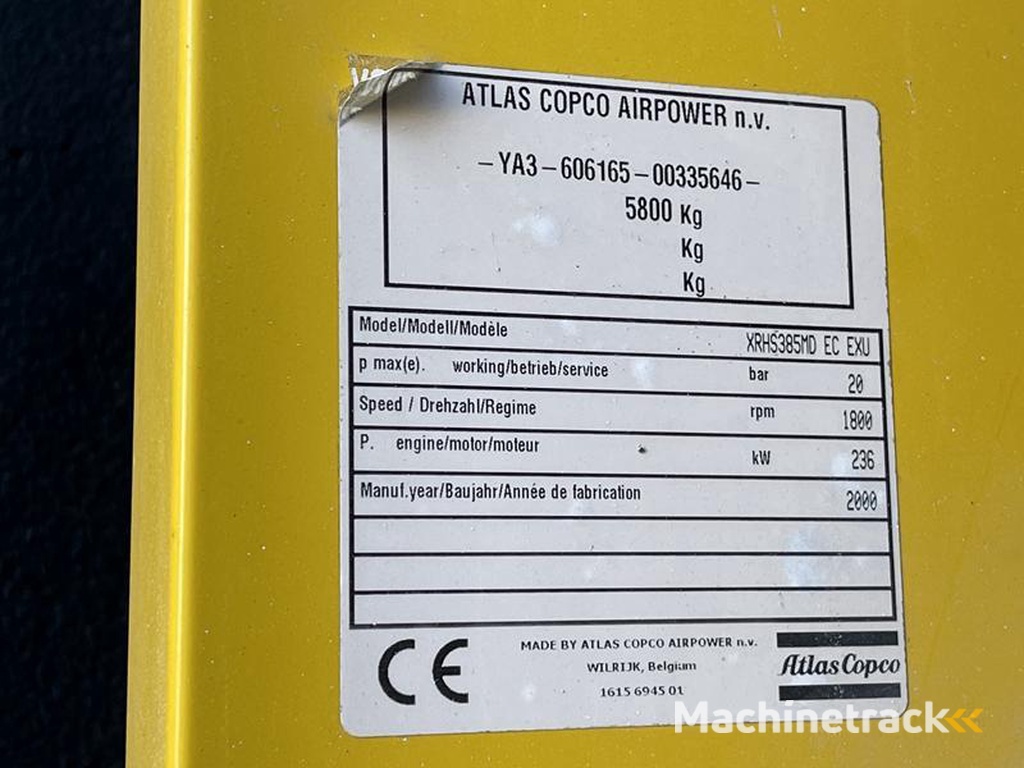 ATLAS COPCO AIRPOWER n.v.
– YA3 – 606165 – 00335646 –
5800 Kg
Kg
Kg
Model/Modell/Modèle XRHS385MD EC EXU
p max(e). working/betrieb/service bar 20
Speed / Drehzahl/Regime rpm 1800
P. engine/motor/moteur kW 236
Manuf.year/Baujahr/Année de fabrication 2000
CE
MADE BY ATLAS COPCO AIRPOWER n.v.
WILRIJK, Belgium
1615 6945 01
Atlas Copco
Machinetrack